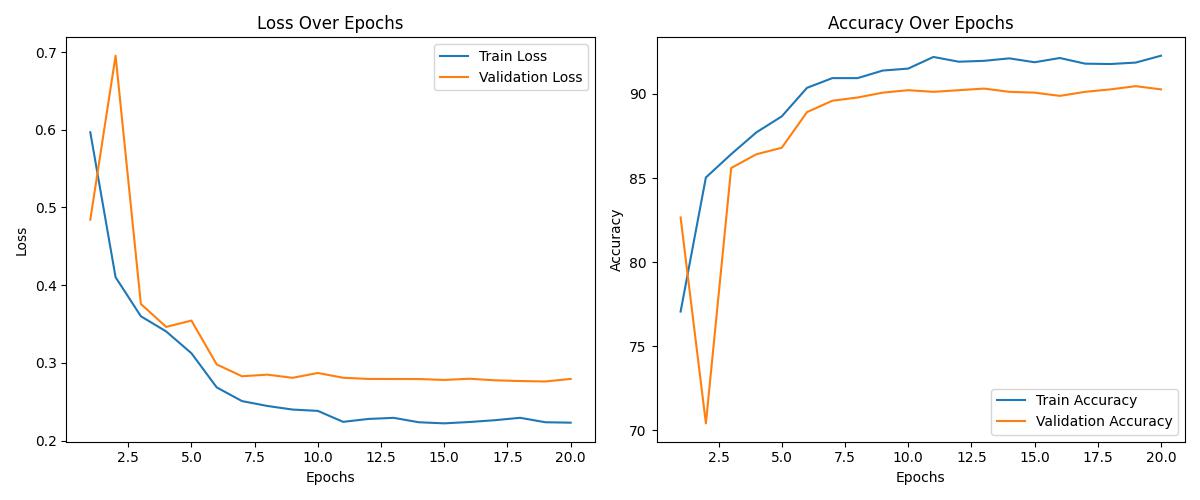 Loss Over Epochs
Train Loss
Validation Loss
0.7
0.6
0.5
0.4
0.3
0.2
Loss
2.5 5.0 7.5 10.0 12.5 15.0 17.5 20.0
Epochs
Accuracy Over Epochs
90
85
80
75
70
Accuracy
Train Accuracy
Validation Accuracy
2.5 5.0 7.5 10.0 12.5 15.0 17.5 20.0
Epochs